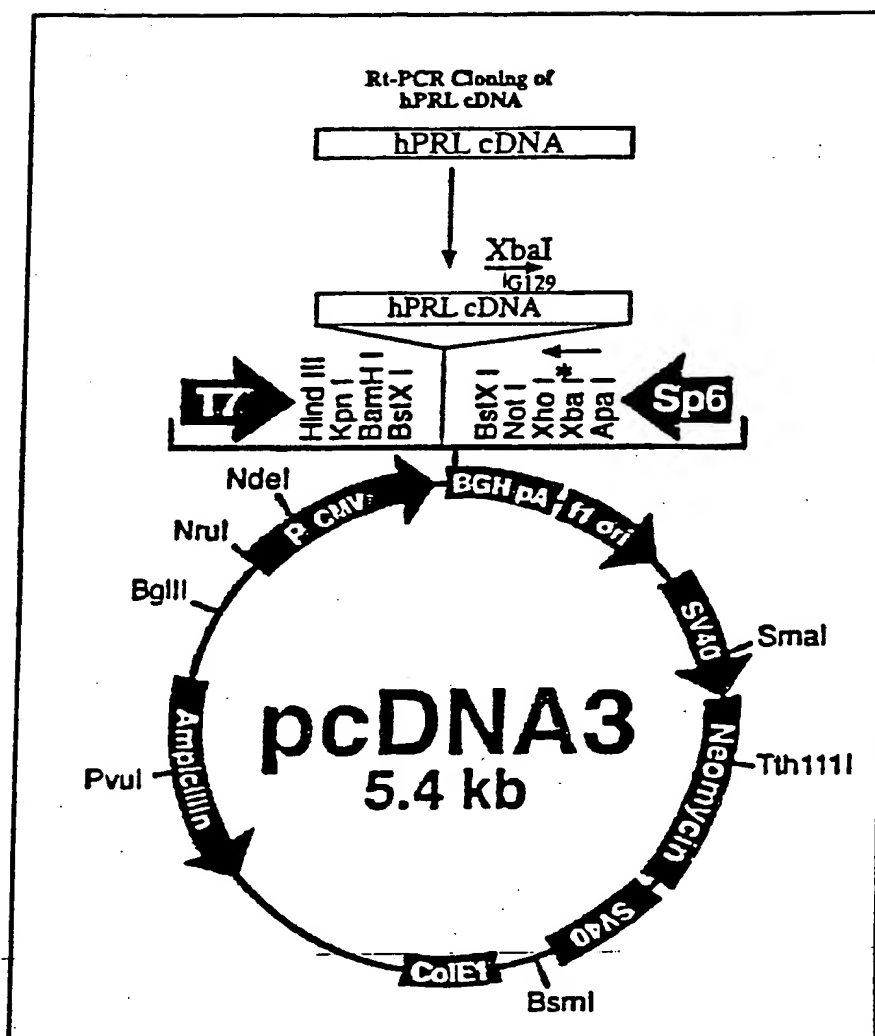 Rt-PCR Cloning of
hPRL cDNA
hPRL cDNA
XbaI
G129
hPRL cDNA
T7
Hind III
Kpn I
BamH I
BstX I
BstX I
Not I
Xho I
Xba I*
Apa I
Sp6
NdeI
NruI
BglII
P CMV
BGH pA
f1 ori
SV40
SmaI
Neomycin
Tth111I
Ampicillin
PvuI
pcDNA3
5.4 kb
SV40
ColE1
BsmI